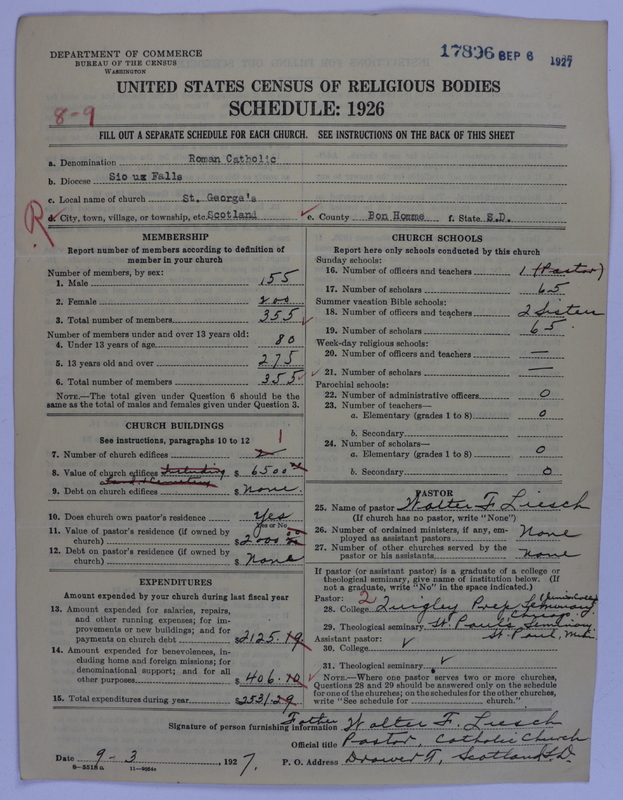 DEPARTMENT OF COMMERCE
BUREAU OF THE CENSUS
WASHINGTON
17896 SEP 6 1927
UNITED STATES CENSUS OF RELIGIOUS BODIES
SCHEDULE: 1926
8-9
FILL OUT A SEPARATE SCHEDULE FOR EACH CHURCH. SEE INSTRUCTIONS ON THE BACK OF THIS SHEET
a. Denomination Roman Catholic
b. Diocese Sioux Falls
c. Local name of church St. George's
R
d. City, town, village, or township, etc. Scotland e. County Bon Homme f. State S.D.
MEMBERSHIP
Report number of members according to definition of
member in your church
Number of members, by sex:
1. Male 155
2. Female 200
3. Total number of members 355
Number of members under and over 13 years old:
4. Under 13 years of age 80
5. 13 years old and over 275
6. Total number of members 355
NOTE.—The total given under Question 6 should be the
same as the total of males and females given under Question 3.
CHURCH BUILDINGS
See instructions, paragraphs 10 to 12
7. Number of church edifices 1
8. Value of church edifices including $ 6500
9. Debt on church edifices $ None
10. Does church own pastor's residence Yes
Yes or No
11. Value of pastor's residence (if owned by
church) $ 2000
12. Debt on pastor's residence (if owned by
church) $ None
EXPENDITURES
Amount expended by your church during last fiscal year
13. Amount expended for salaries, repairs,
and other running expenses; for im-
provements or new buildings; and for
payments on church debt $ 2125.19
14. Amount expended for benevolences, in-
cluding home and foreign missions; for
denominational support; and for all
other purposes $ 406.10
15. Total expenditures during year $ 2531.29
CHURCH SCHOOLS
Report here only schools conducted by this church
Sunday schools:
16. Number of officers and teachers 1 (Pastor)
17. Number of scholars 65
Summer vacation Bible schools:
18. Number of officers and teachers 2 Sisters
19. Number of scholars 65
Week-day religious schools:
20. Number of officers and teachers —
21. Number of scholars —
Parochial schools:
22. Number of administrative officers 0
23. Number of teachers—
a. Elementary (grades 1 to 8) 0
b. Secondary
24. Number of scholars—
a. Elementary (grades 1 to 8) 0
b. Secondary 0
PASTOR
25. Name of pastor Walter F. Liesch
(If church has no pastor, write "None")
26. Number of ordained ministers, if any, em-
ployed as assistant pastors None
27. Number of other churches served by the
pastor or his assistants None
If pastor (or assistant pastor) is a graduate of a college or
theological seminary, give name of institution below. (If
not a graduate, write "No" in the space indicated.)
Pastor: 2
28. College Quigley Prep. Seminary
Chicago
29. Theological seminary St. Paul's Seminary
St. Paul, Minn.
Assistant pastor:
30. College
31. Theological seminary
NOTE.—Where one pastor serves two or more churches,
Questions 28 and 29 should be answered only on the schedule
for one of the churches; on the schedules for the other churches,
write "See schedule for church."
Signature of person furnishing information Father Walter F. Liesch
Official title Pastor, Catholic Church
Date 9-3, 1927. P. O. Address Drawer T, Scotland S.D.
8-5518a 11-9664